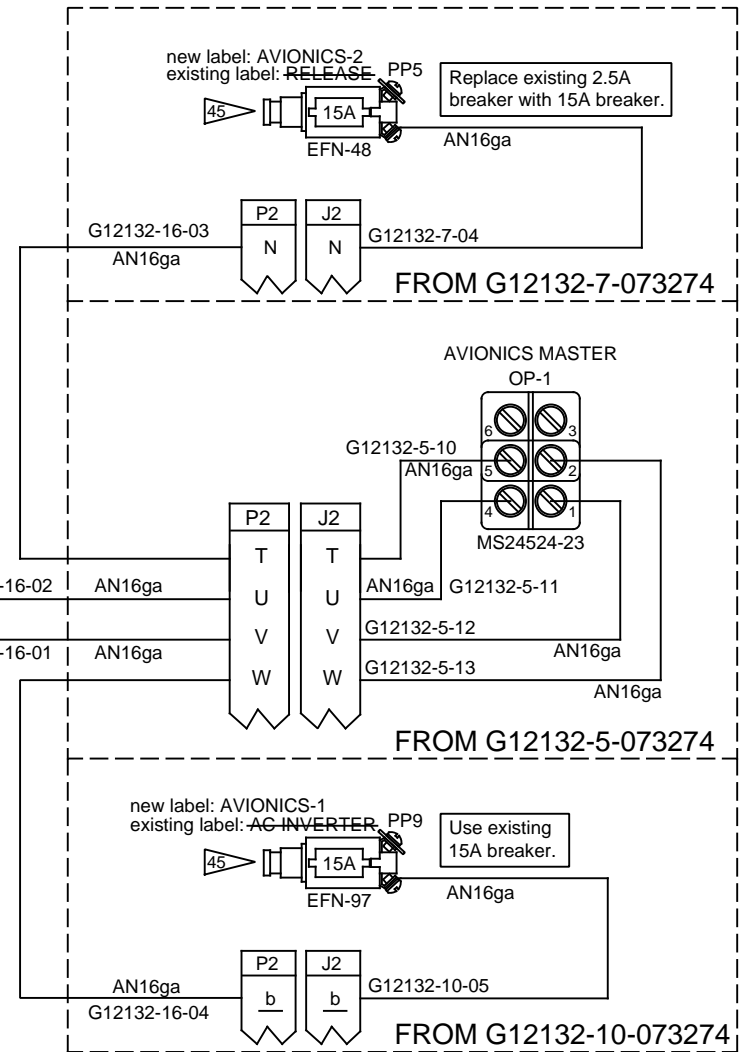 new label: AVIONICS-2
existing label: RELEASE
PP5
Replace existing 2.5A
breaker with 15A breaker.
45
15A
EFN-48
AN16ga
P2
J2
G12132-16-03
AN16ga
N
N
G12132-7-04
FROM G12132-7-073274
AVIONICS MASTER
OP-1
6
3
G12132-5-10
AN16ga
5
2
4
1
MS24524-23
P2
J2
T
T
-16-02
AN16ga
U
U
AN16ga
G12132-5-11
V
V
G12132-5-12
-16-01
AN16ga
AN16ga
W
W
G12132-5-13
AN16ga
FROM G12132-5-073274
new label: AVIONICS-1
existing label: AC INVERTER
PP9
Use existing
15A breaker.
45
15A
EFN-97
AN16ga
P2
J2
AN16ga
G12132-16-04
b
b
G12132-10-05
FROM G12132-10-073274